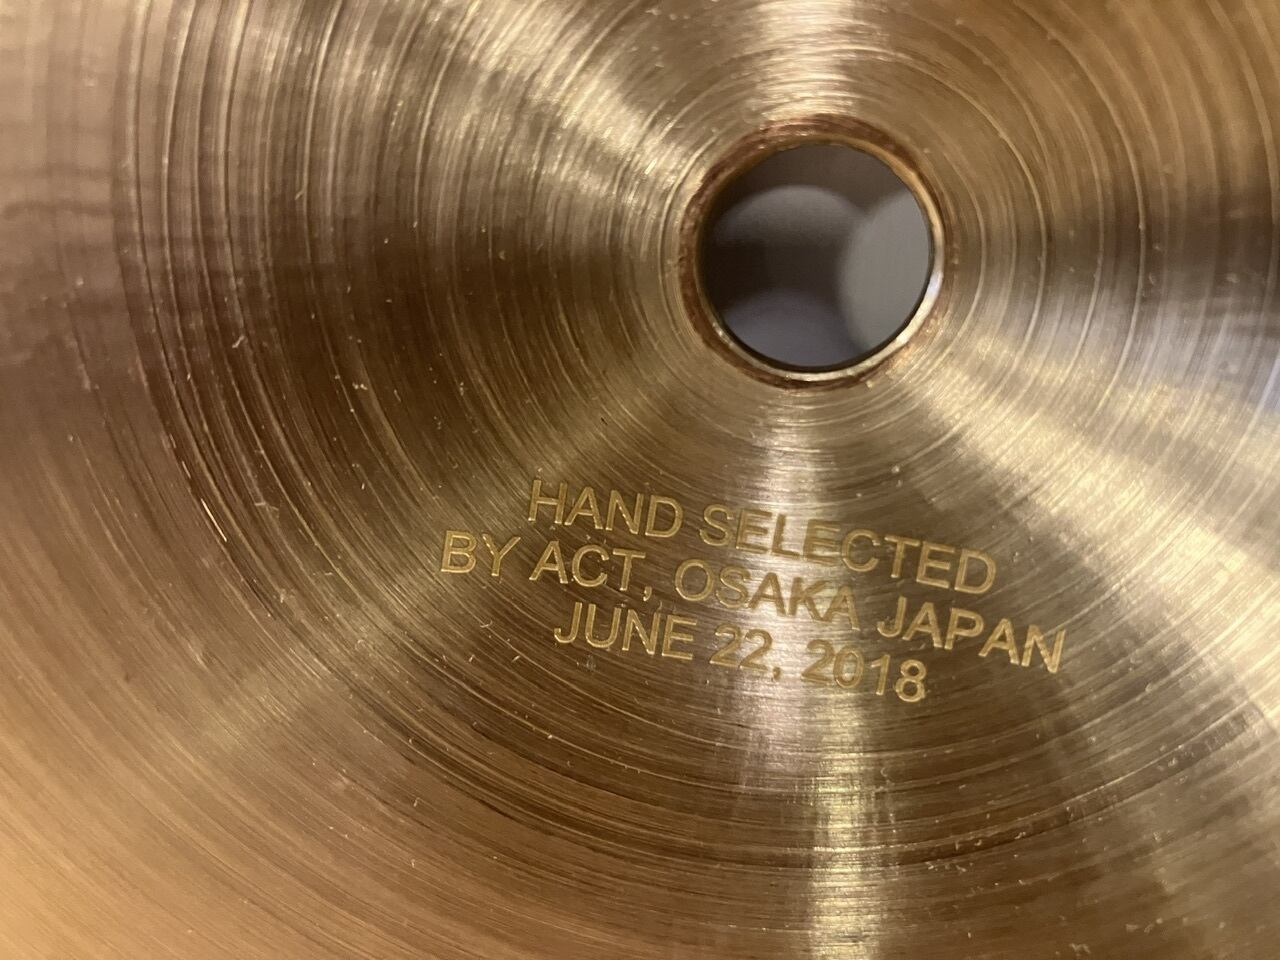 HAND SELECTED
BY ACT, OSAKA JAPAN
JUNE 22, 2018